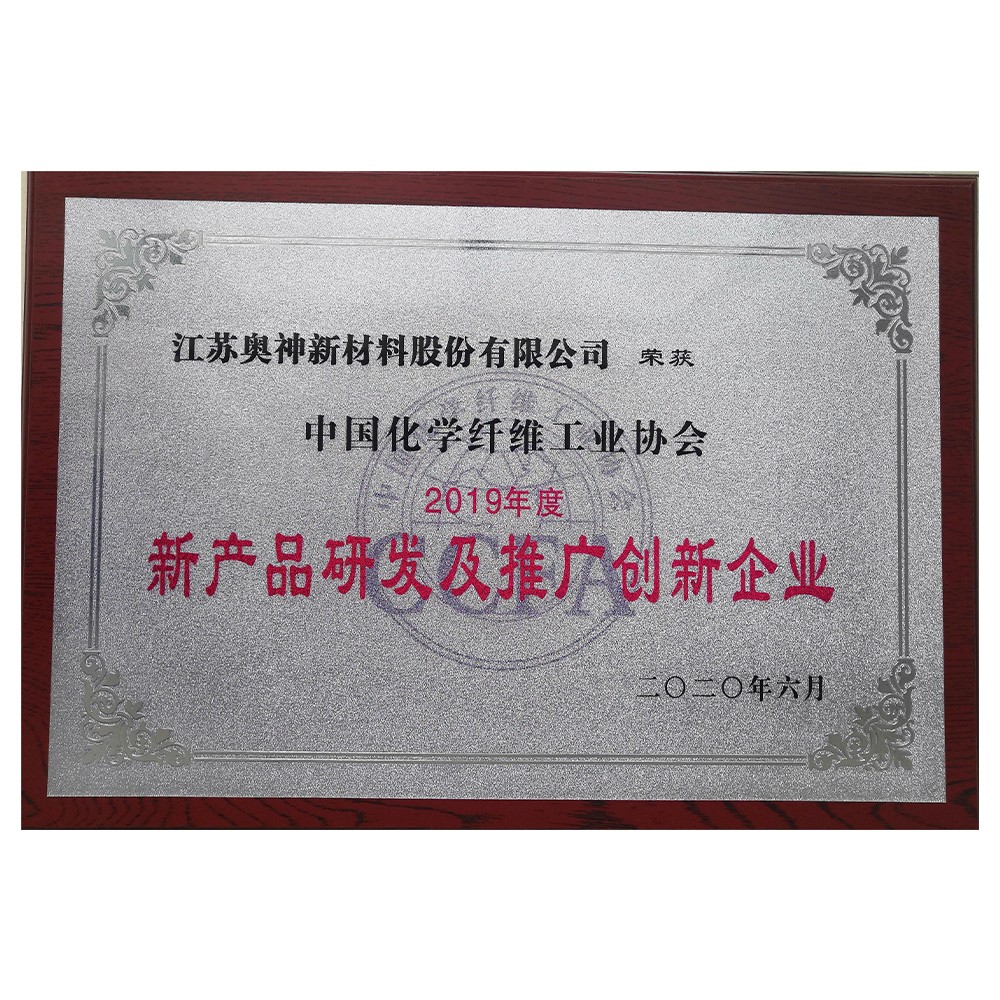 江苏奥神新材料股份有限公司 荣获
中国化学纤维工业协会
2019年度
新产品研发及推广创新企业
CCFA
二〇二〇年六月